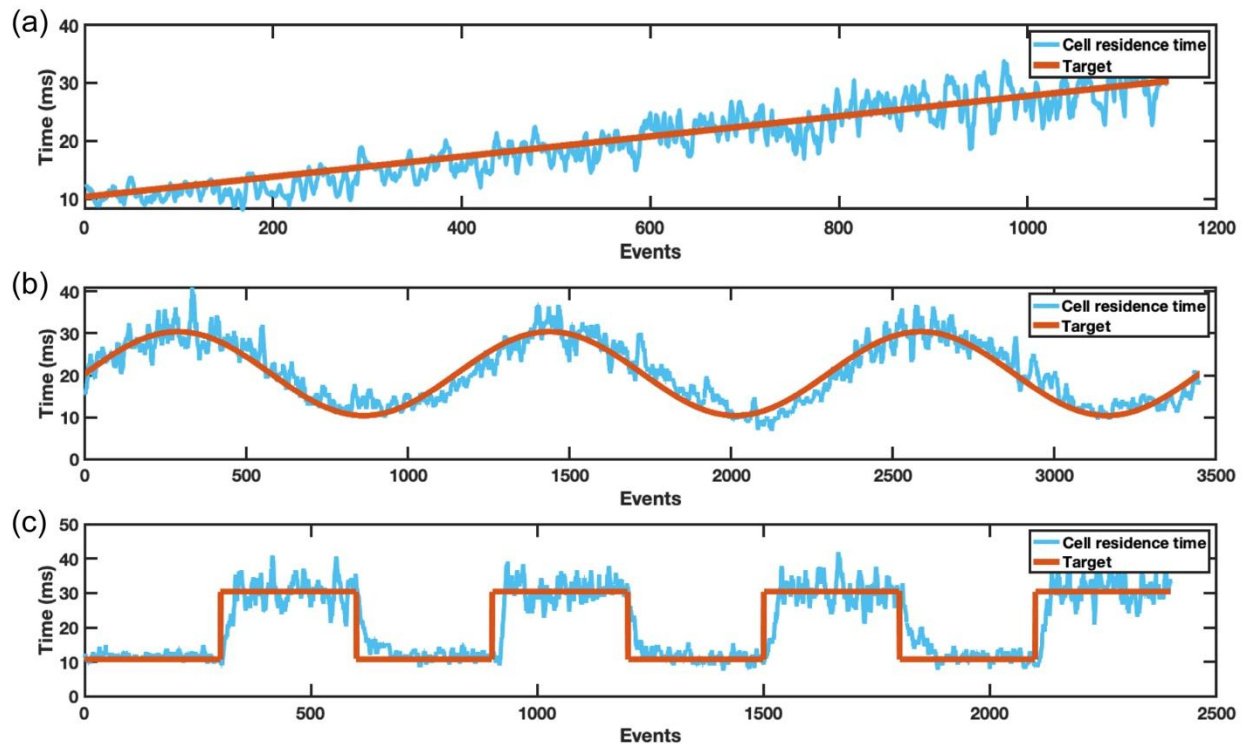 (a)
40
30
20
10
Time (ms)
Cell residence time
Target
0 200 400 600 800 1000 1200
Events
(b)
40
30
20
10
0
Time (ms)
Cell residence time
Target
0 500 1000 1500 2000 2500 3000 3500
Events
(c)
50
40
30
20
10
0
Time (ms)
Cell residence time
Target
0 500 1000 1500 2000 2500
Events